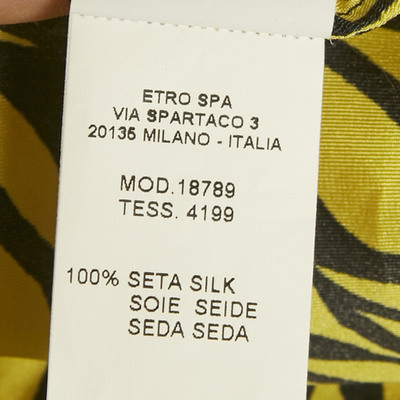 ETRO SPA
VIA SPARTACO 3
20135 MILANO - ITALIA
MOD.18789
TESS. 4199
100% SETA SILK
SOIE SEIDE
SEDA SEDA